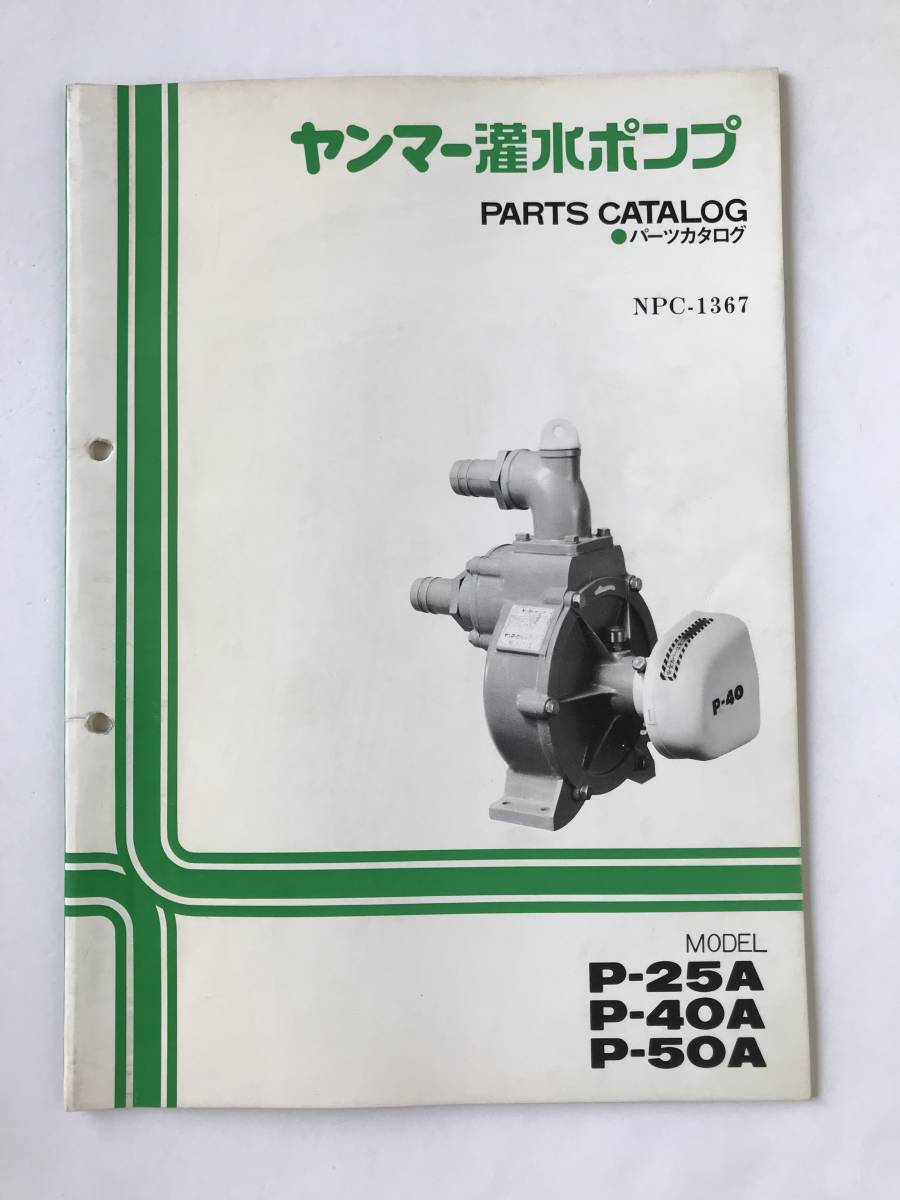 ヤンマー灌水ポンプ
PARTS CATALOG
●パーツカタログ
NPC-1367
P-40
MODEL
P-25A
P-40A
P-50A